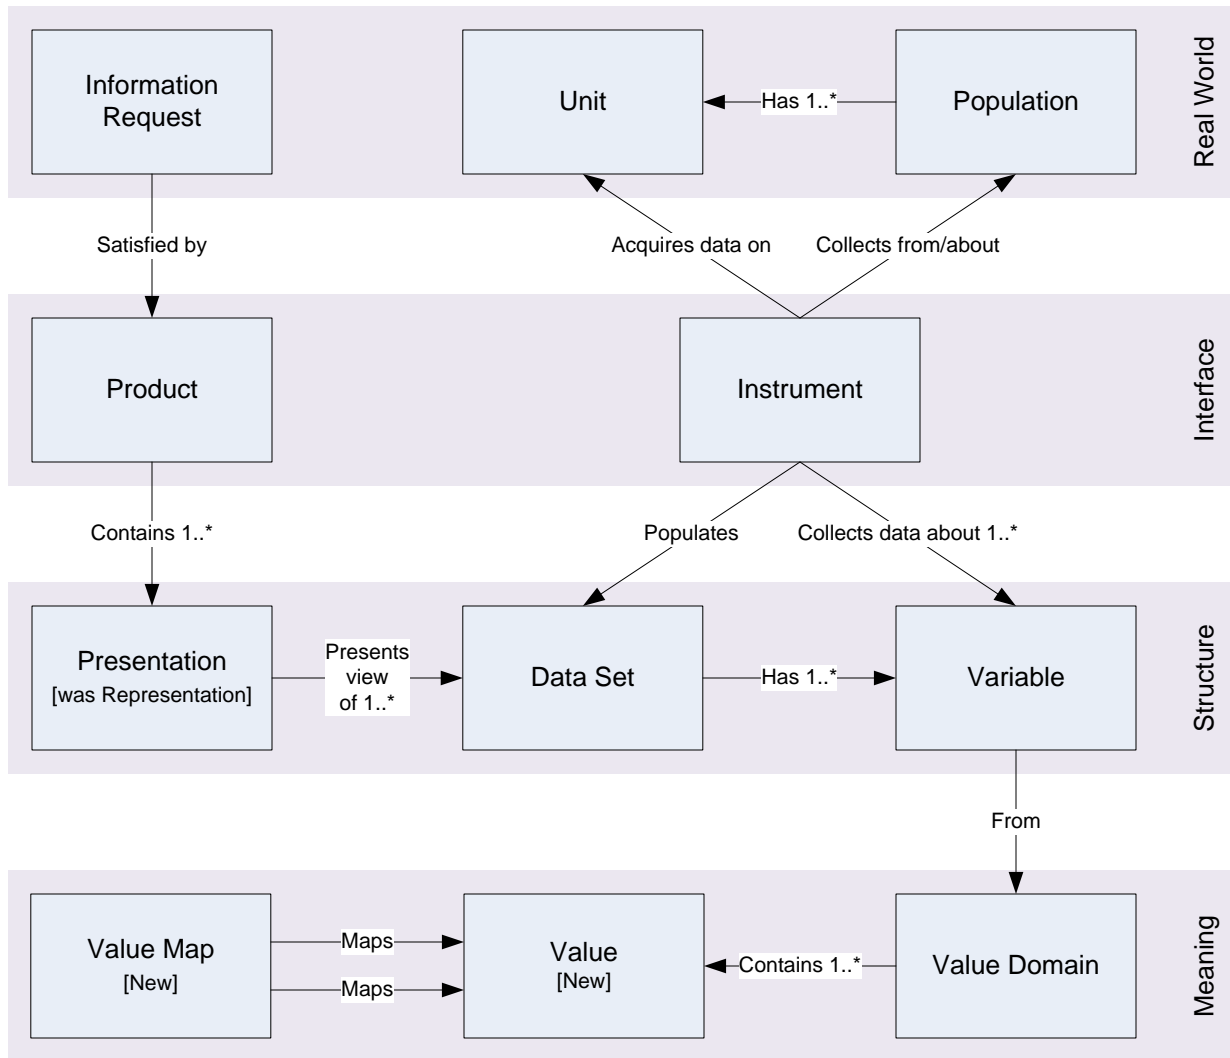 Information
Request
Unit
Has 1..*
Population
Real World
Satisfied by
Acquires data on
Collects from/about
Product
Instrument
Interface
Contains 1..*
Populates
Collects data about 1..*
Presentation
[was Representation]
Presents
view
of 1..*
Data Set
Has 1..*
Variable
Structure
From
Value Map
[New]
Maps
Maps
Value
[New]
Contains 1..*
Value Domain
Meaning